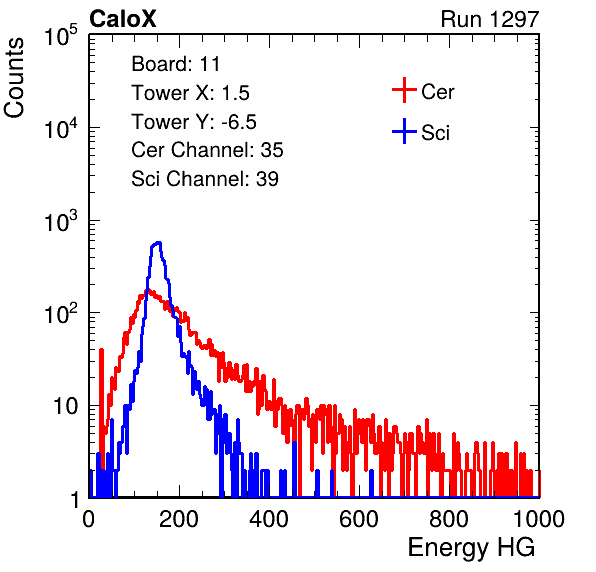 CaloX Run 1297
Counts
10^5
10^4
10^3
10^2
10
1
Board: 11
Tower X: 1.5
Tower Y: -6.5
Cer Channel: 35
Sci Channel: 39
Cer
Sci
0 200 400 600 800 1000
Energy HG